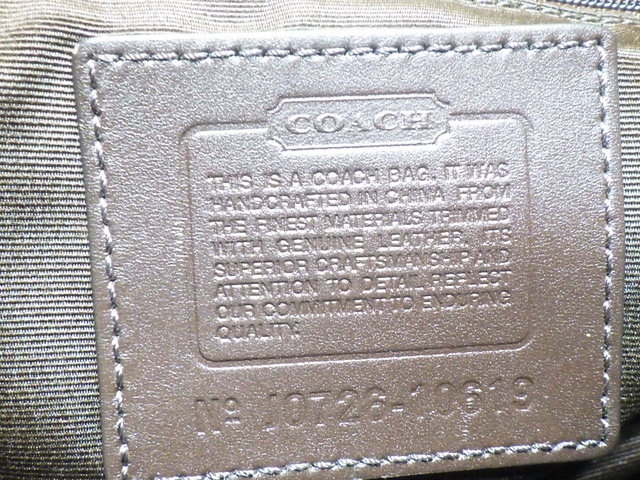 COACH
THIS IS A COACH BAG. IT WAS
HANDCRAFTED IN CHINA FROM
THE FINEST MATERIALS TRIMMED
WITH GENUINE LEATHER. ITS
SUPERIOR CRAFTSMANSHIP AND
ATTENTION TO DETAIL REFLECT
OUR COMMITMENT TO ENDURING
QUALITY.
Nº J0726-10619